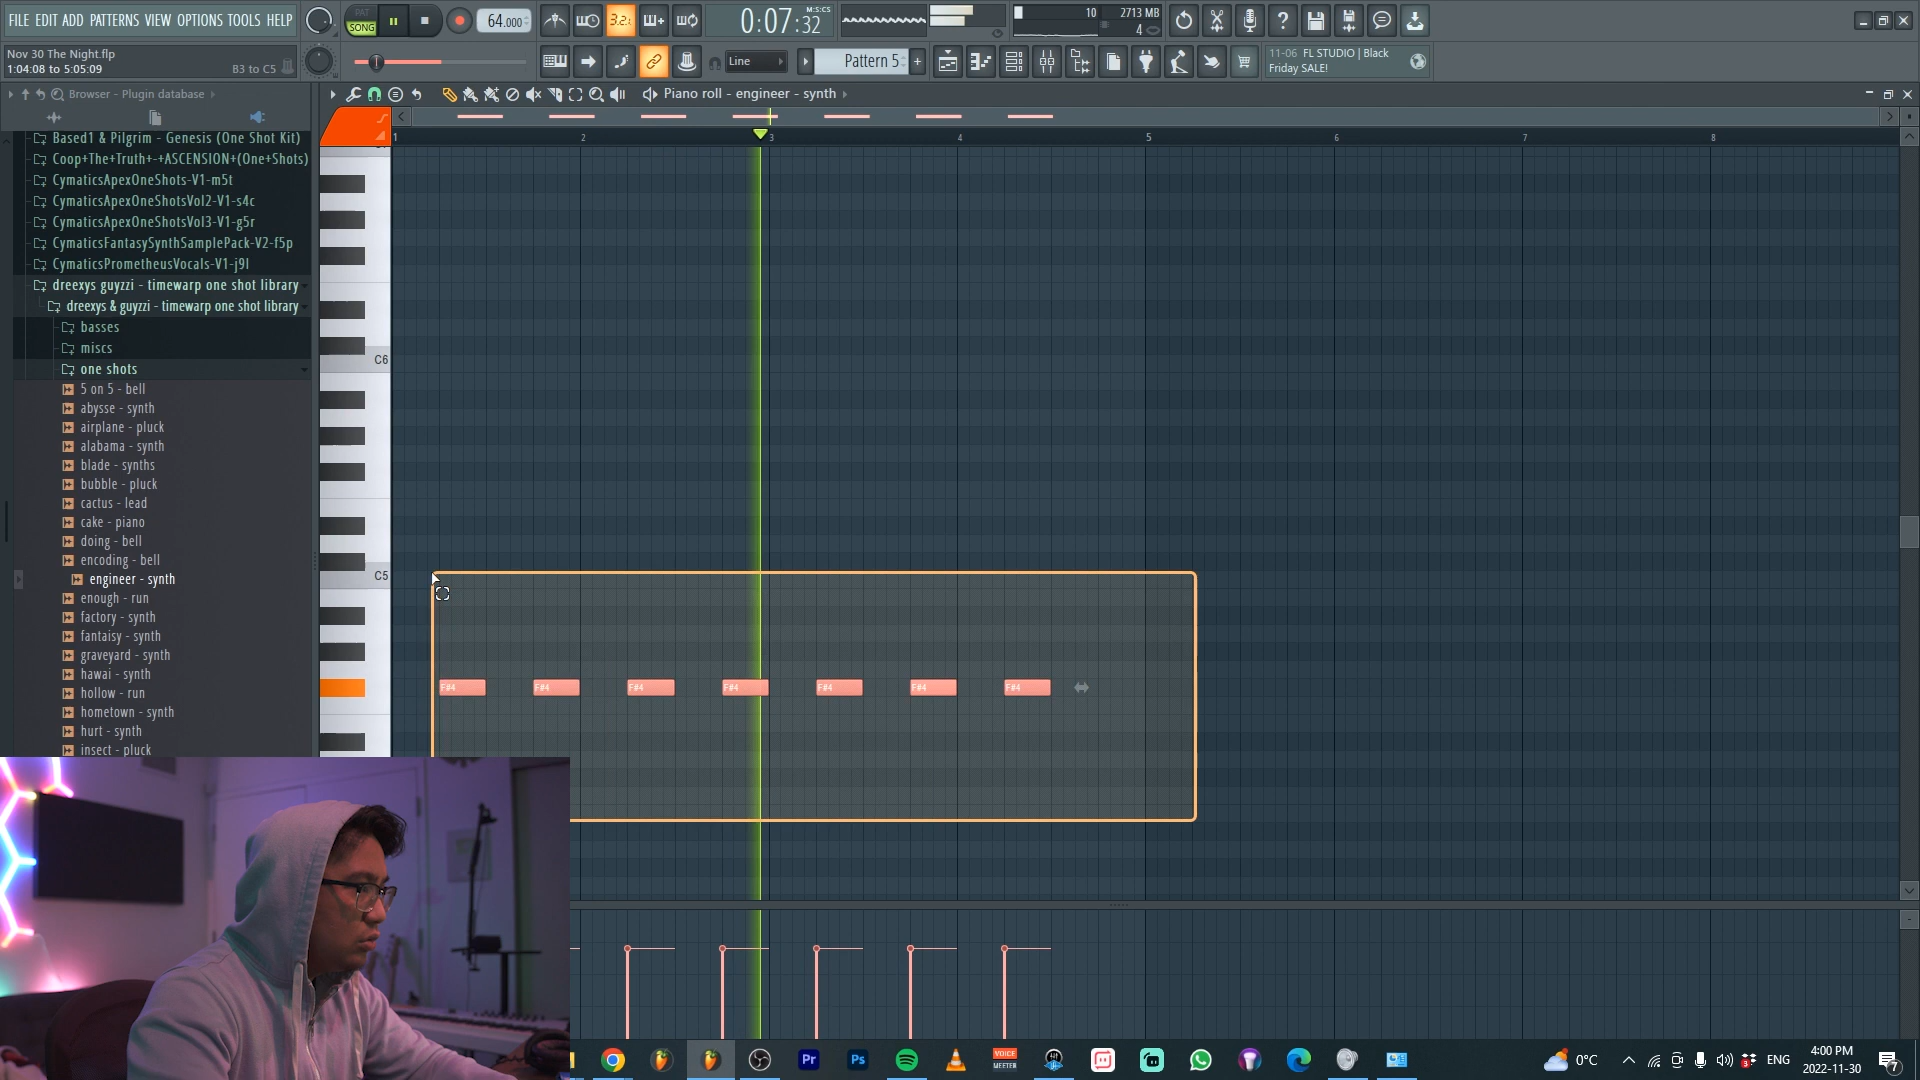 FILE EDIT ADD PATTERNS VIEW OPTIONS TOOLS HELP
PAT
SONG
64.000
3.2.
0:07:32
M:S:CS
10
2713 MB
4
Nov 30 The Night.flp
1:04:08 to 5:05:09
B3 to C5
Line
Pattern 5
11-06 FL STUDIO | Black
Friday SALE!
Browser - Plugin database
Piano roll - engineer - synth
1
2
3
4
5
6
7
8
Based1 & Pilgrim - Genesis (One Shot Kit)
Coop+The+Truth+-+ASCENSION+(One+Shots)
CymaticsApexOneShots-V1-m5t
CymaticsApexOneShotsVol2-V1-s4c
CymaticsApexOneShotsVol3-V1-g5r
CymaticsFantasySynthSamplePack-V2-f5p
CymaticsPrometheusVocals-V1-j9l
dreexys guyzzi - timewarp one shot library
dreexys & guyzzi - timewarp one shot library
basses
miscs
one shots
5 on 5 - bell
abysse - synth
airplane - pluck
alabama - synth
blade - synths
bubble - pluck
cactus - lead
cake - piano
doing - bell
encoding - bell
engineer - synth
enough - run
factory - synth
fantaisy - synth
graveyard - synth
hawai - synth
hollow - run
hometown - synth
hurt - synth
insect - pluck
C6
C5
F#4
F#4
F#4
F#4
F#4
F#4
F#4
Pr
Ps
VOICE
MEETER
0°C
ENG
4:00 PM
2022-11-30
7